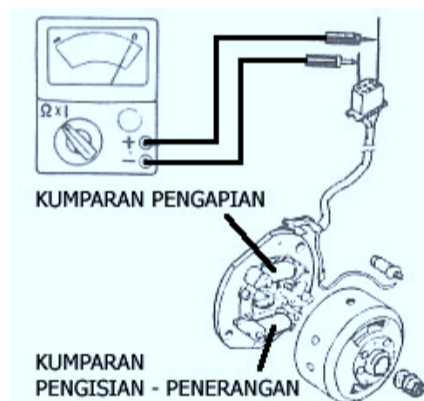 Ω×1
+
−
KUMPARAN PENGAPIAN
KUMPARAN
PENGISIAN - PENERANGAN